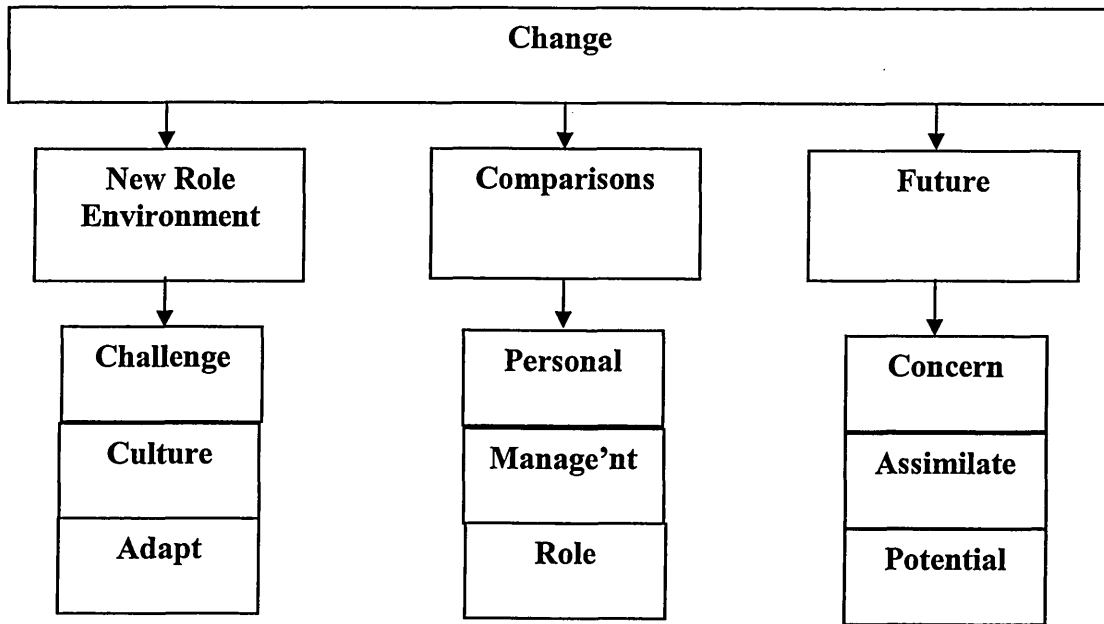 Change
New Role
Environment
Comparisons
Future
Challenge
Culture
Adapt
Personal
Manage'nt
Role
Concern
Assimilate
Potential